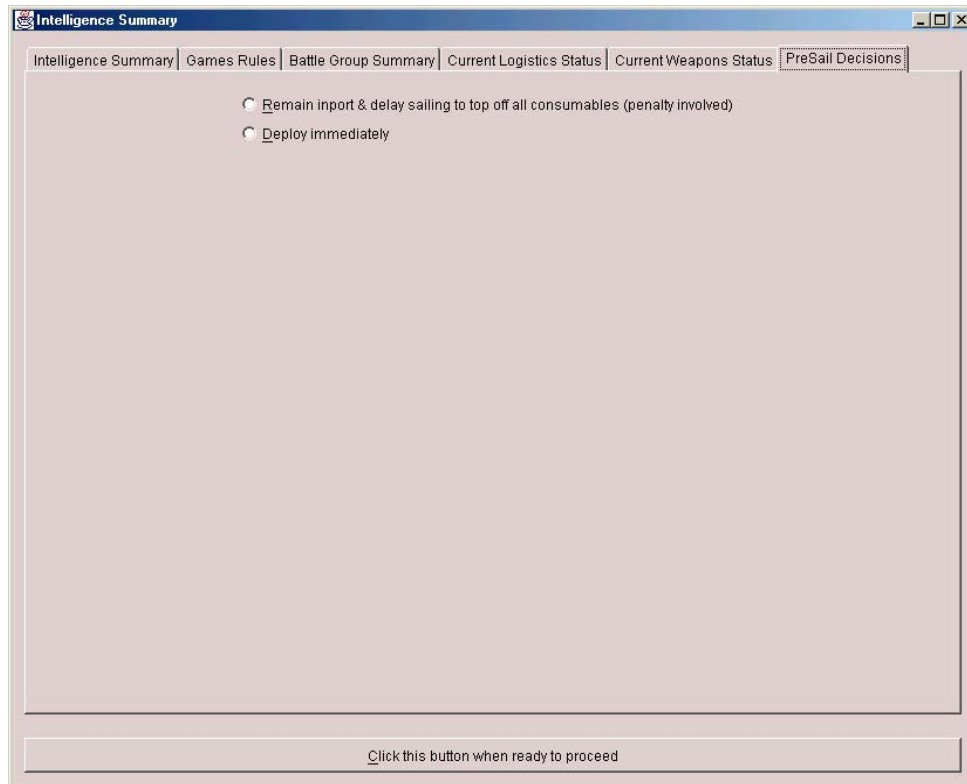 Intelligence Summary
Intelligence Summary Games Rules Battle Group Summary Current Logistics Status Current Weapons Status PreSail Decisions
Remain inport & delay sailing to top off all consumables (penalty involved)
Deploy immediately
Click this button when ready to proceed